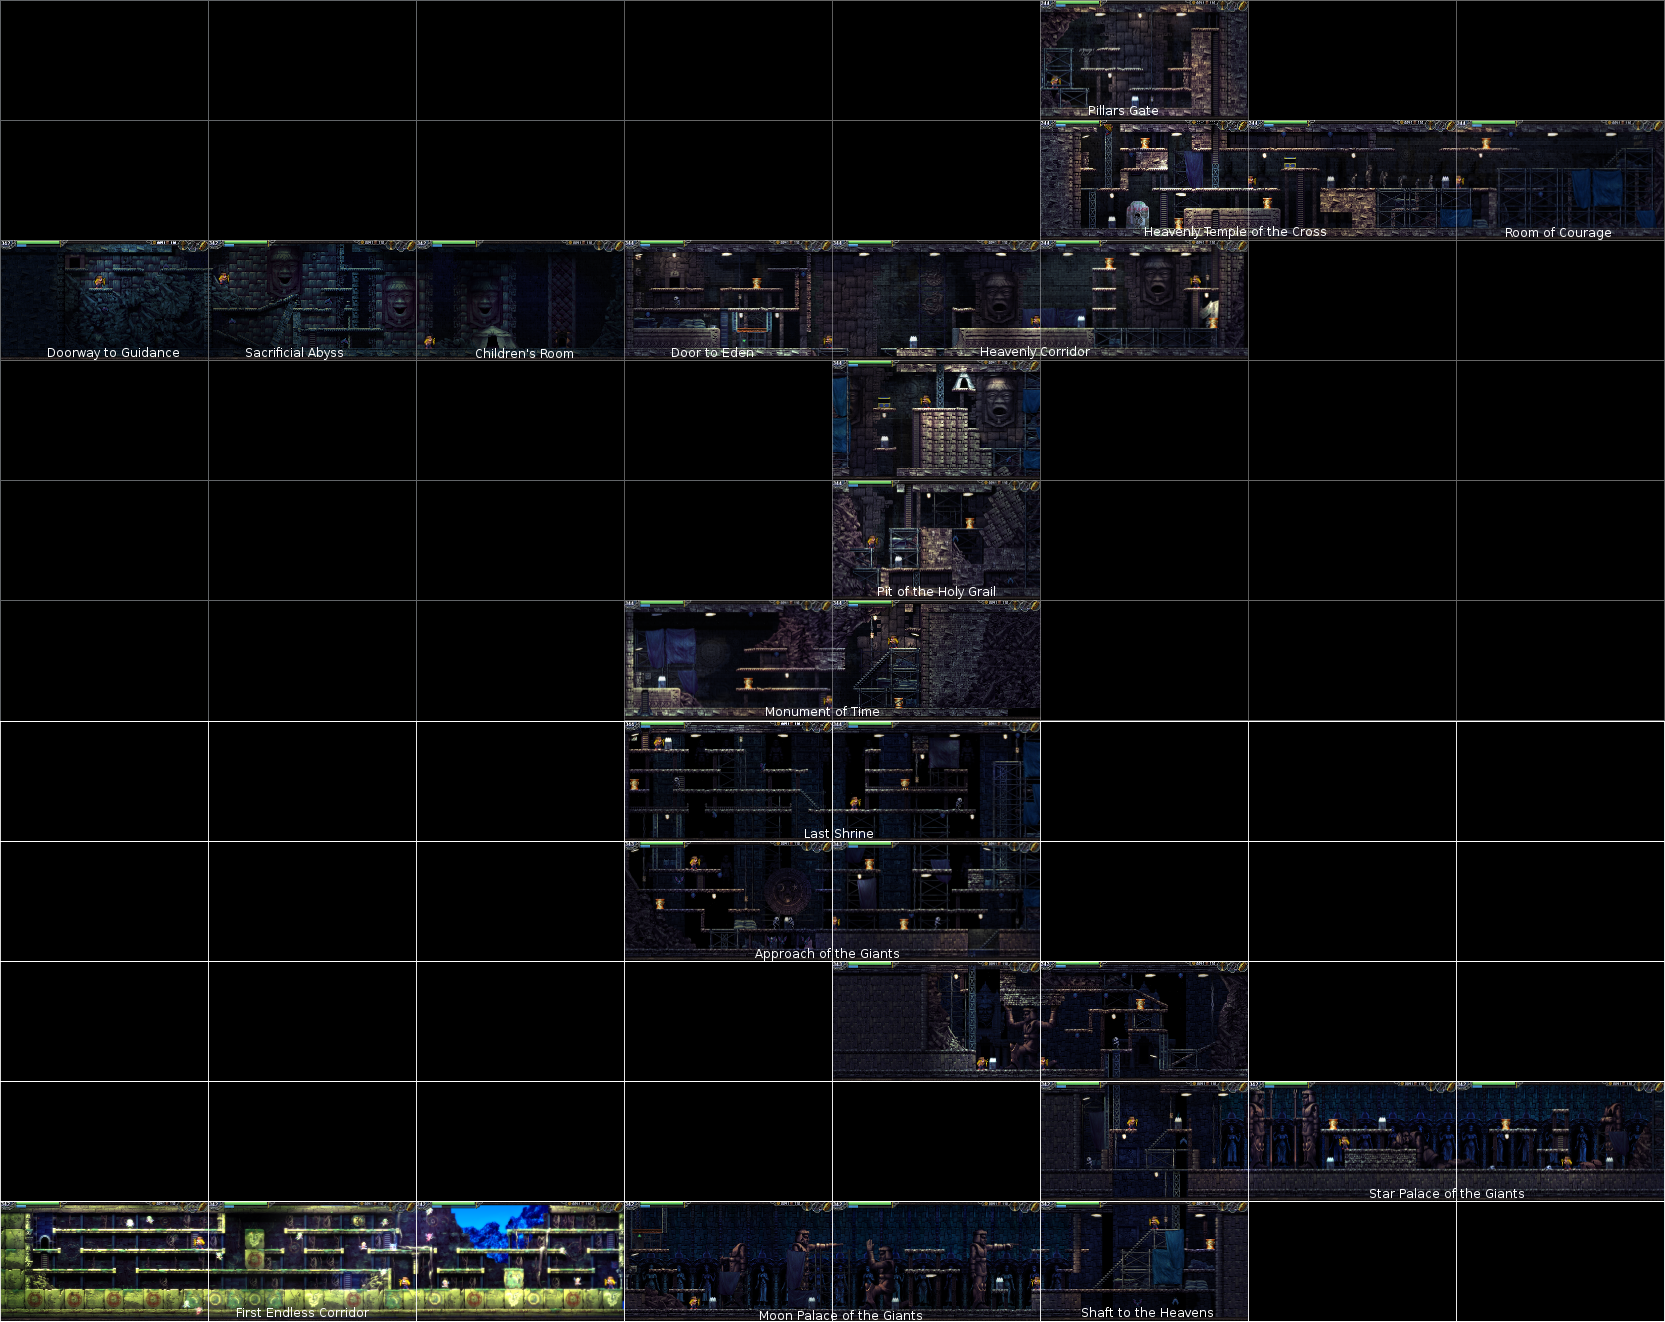 Pillars Gate
Heavenly Temple of the Cross
Room of Courage
Doorway to Guidance
Sacrificial Abyss
Children's Room
Door to Eden
Heavenly Corridor
Pit of the Holy Grail
Monument of Time
Last Shrine
Approach of the Giants
Star Palace of the Giants
First Endless Corridor
Moon Palace of the Giants
Shaft to the Heavens